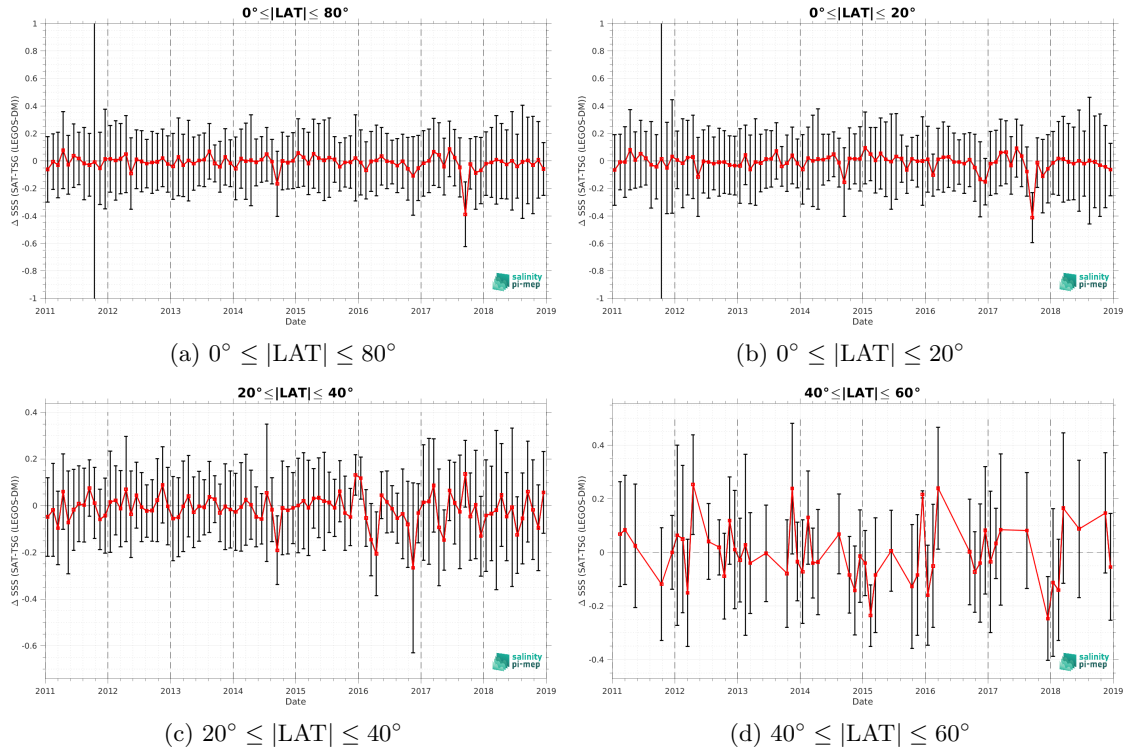 0°≤|LAT|≤ 80°
Δ SSS (SAT-TSG (LEGOS-DM))
1
0.8
0.6
0.4
0.2
0
-0.2
-0.4
-0.6
-0.8
-1
2011 2012 2013 2014 2015 2016 2017 2018 2019
Date
salinity
pi-mep
(a) 0° ≤ |LAT| ≤ 80°
0°≤|LAT|≤ 20°
Δ SSS (SAT-TSG (LEGOS-DM))
1
0.8
0.6
0.4
0.2
0
-0.2
-0.4
-0.6
-0.8
-1
2011 2012 2013 2014 2015 2016 2017 2018 2019
Date
salinity
pi-mep
(b) 0° ≤ |LAT| ≤ 20°
20°≤|LAT|≤ 40°
Δ SSS (SAT-TSG (LEGOS-DM))
0.4
0.2
0
-0.2
-0.4
-0.6
2011 2012 2013 2014 2015 2016 2017 2018 2019
Date
salinity
pi-mep
(c) 20° ≤ |LAT| ≤ 40°
40°≤|LAT|≤ 60°
Δ SSS (SAT-TSG (LEGOS-DM))
0.4
0.2
0
-0.2
-0.4
2011 2012 2013 2014 2015 2016 2017 2018 2019
Date
salinity
pi-mep
(d) 40° ≤ |LAT| ≤ 60°